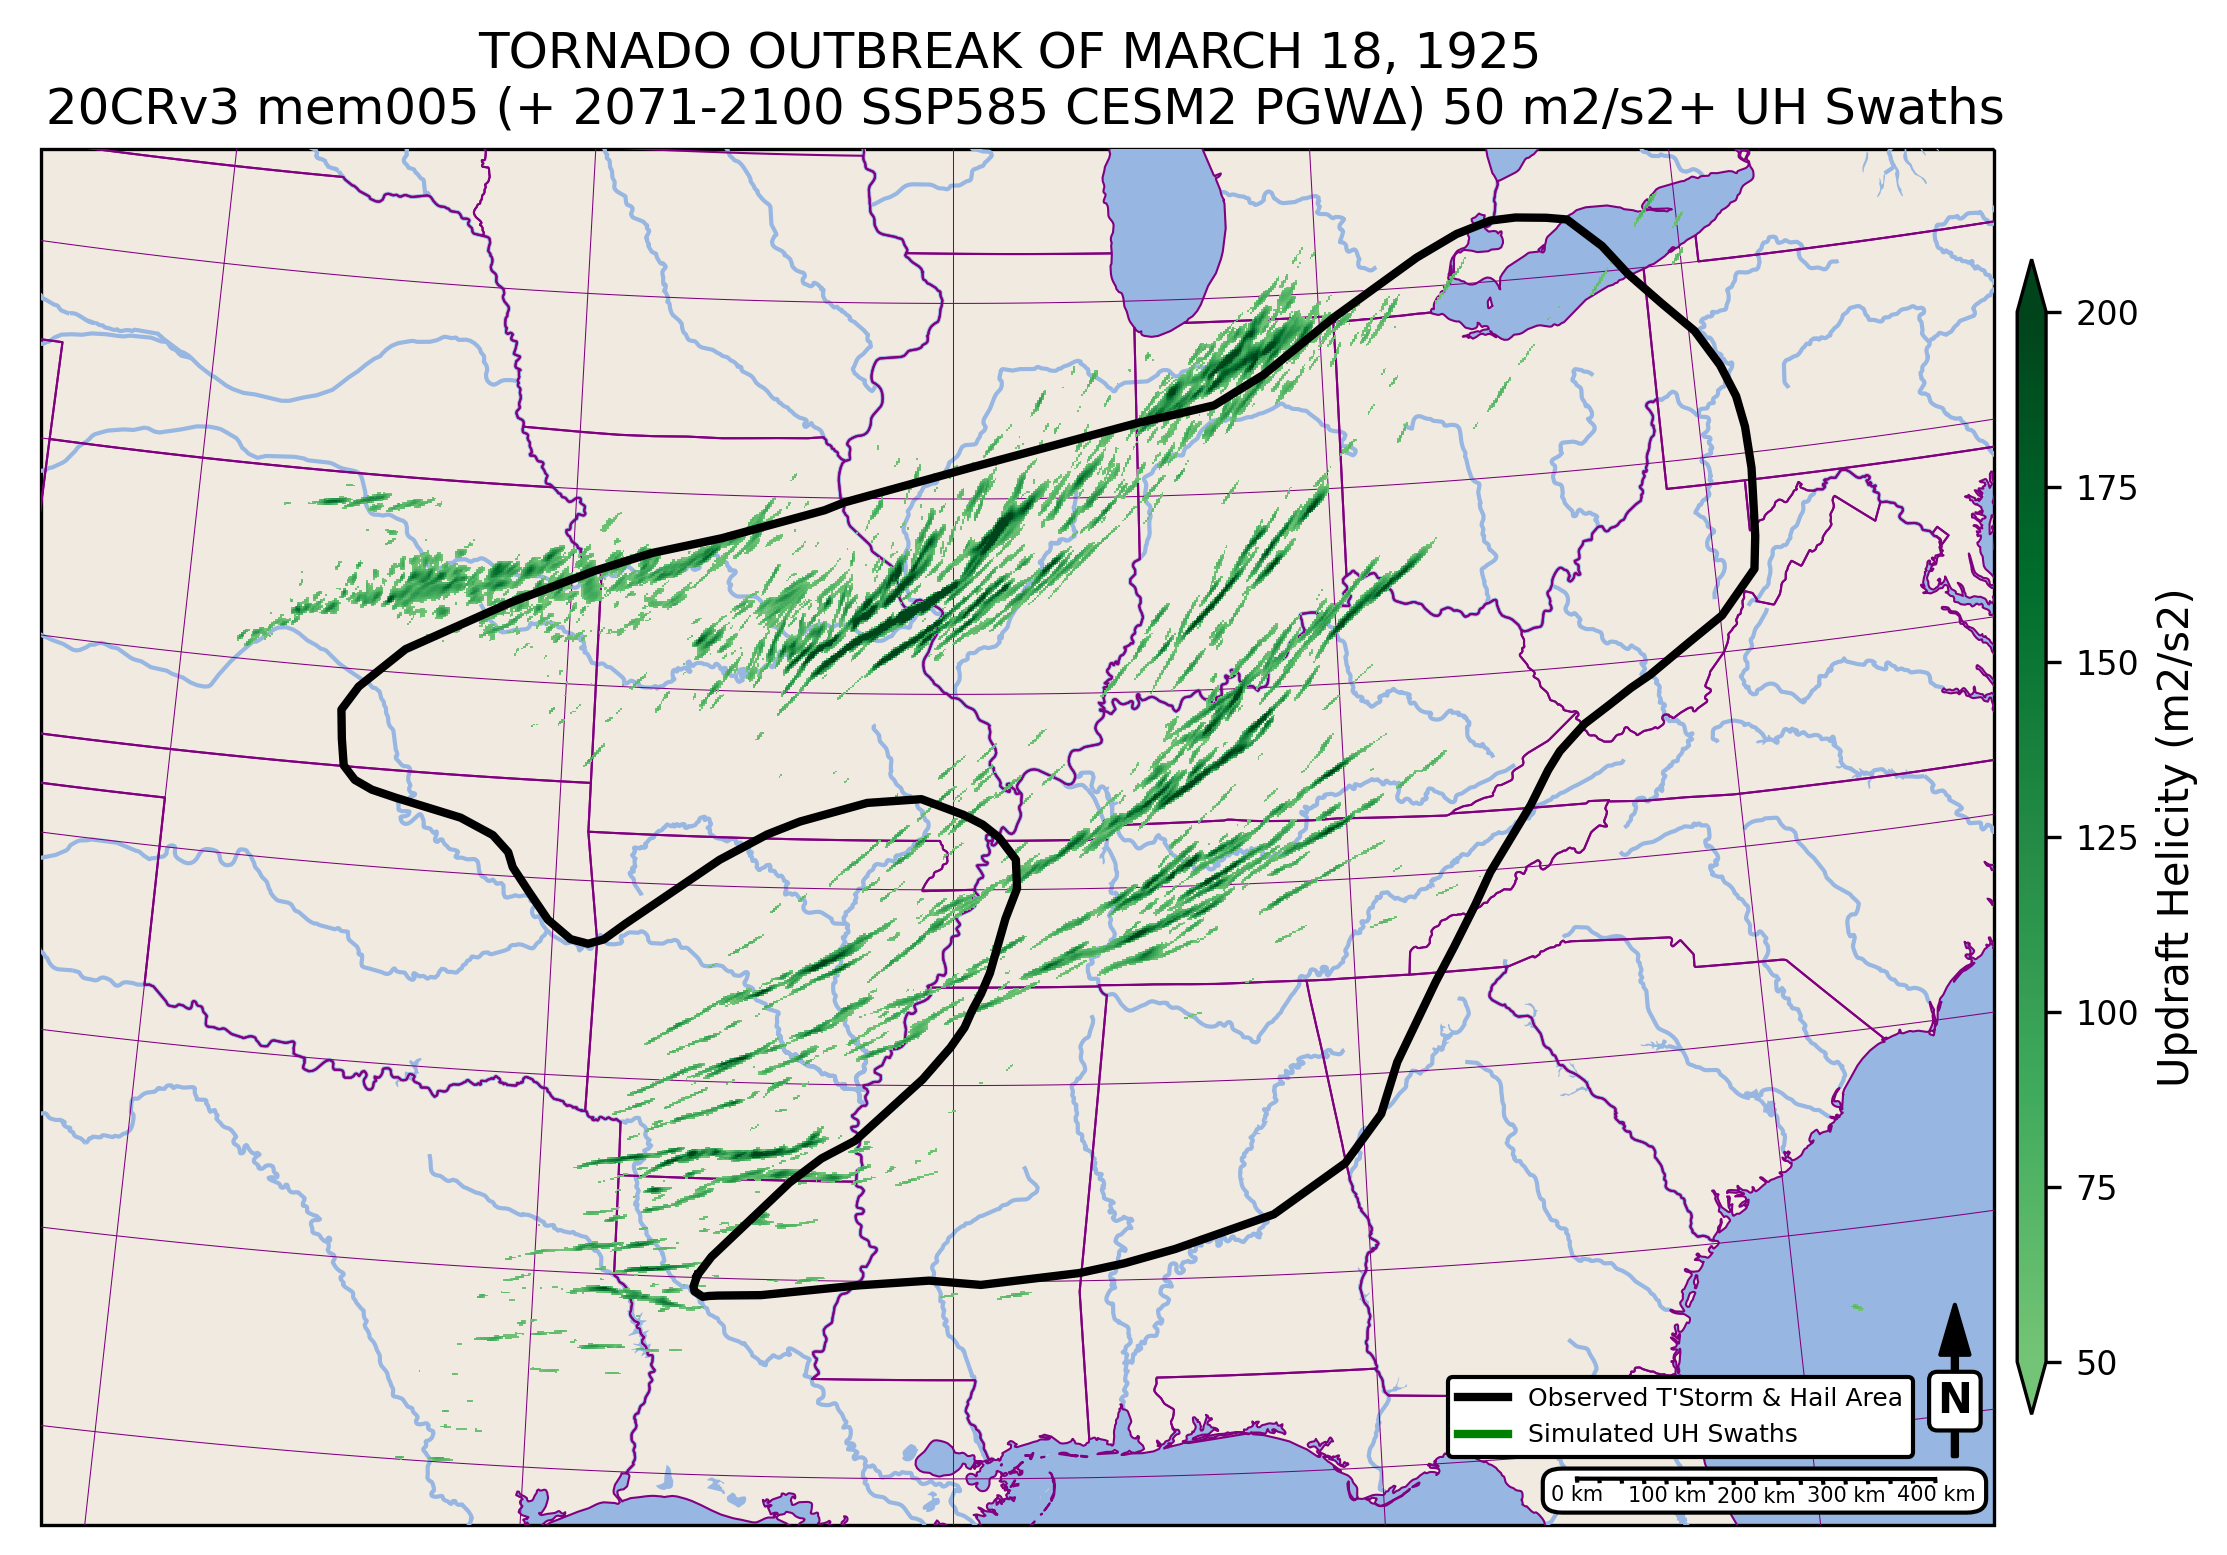 TORNADO OUTBREAK OF MARCH 18, 1925
20CRv3 mem005 (+ 2071-2100 SSP585 CESM2 PGWΔ) 50 m2/s2+ UH Swaths
200
175
150
125
100
75
50
Updraft Helicity (m2/s2)
Observed T'Storm & Hail Area
Simulated UH Swaths
N
0 km 100 km 200 km 300 km 400 km